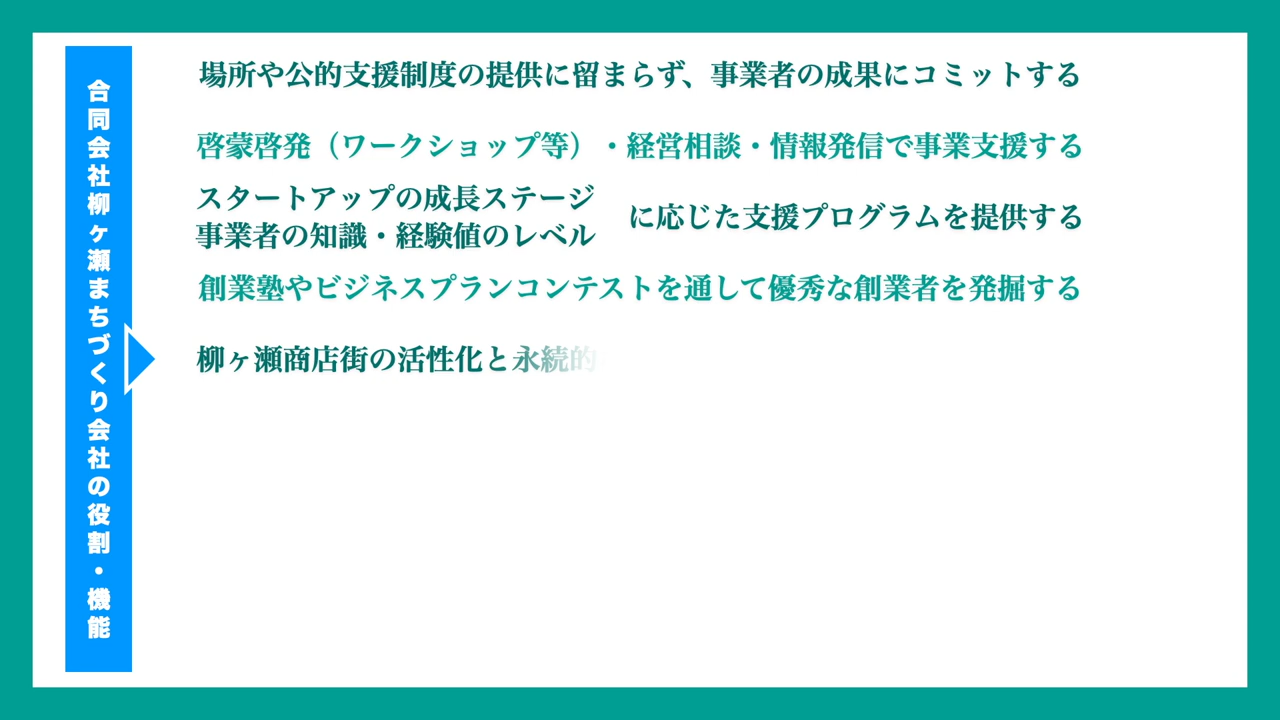 合同会社柳ヶ瀬まちづくり会社の役割・機能
場所や公的支援制度の提供に留まらず、事業者の成果にコミットする
啓蒙啓発（ワークショップ等）・経営相談・情報発信で事業支援する
スタートアップの成長ステージ
事業者の知識・経験値のレベル
に応じた支援プログラムを提供する
創業塾やビジネスプランコンテストを通して優秀な創業者を発掘する
柳ヶ瀬商店街の活性化と永続的